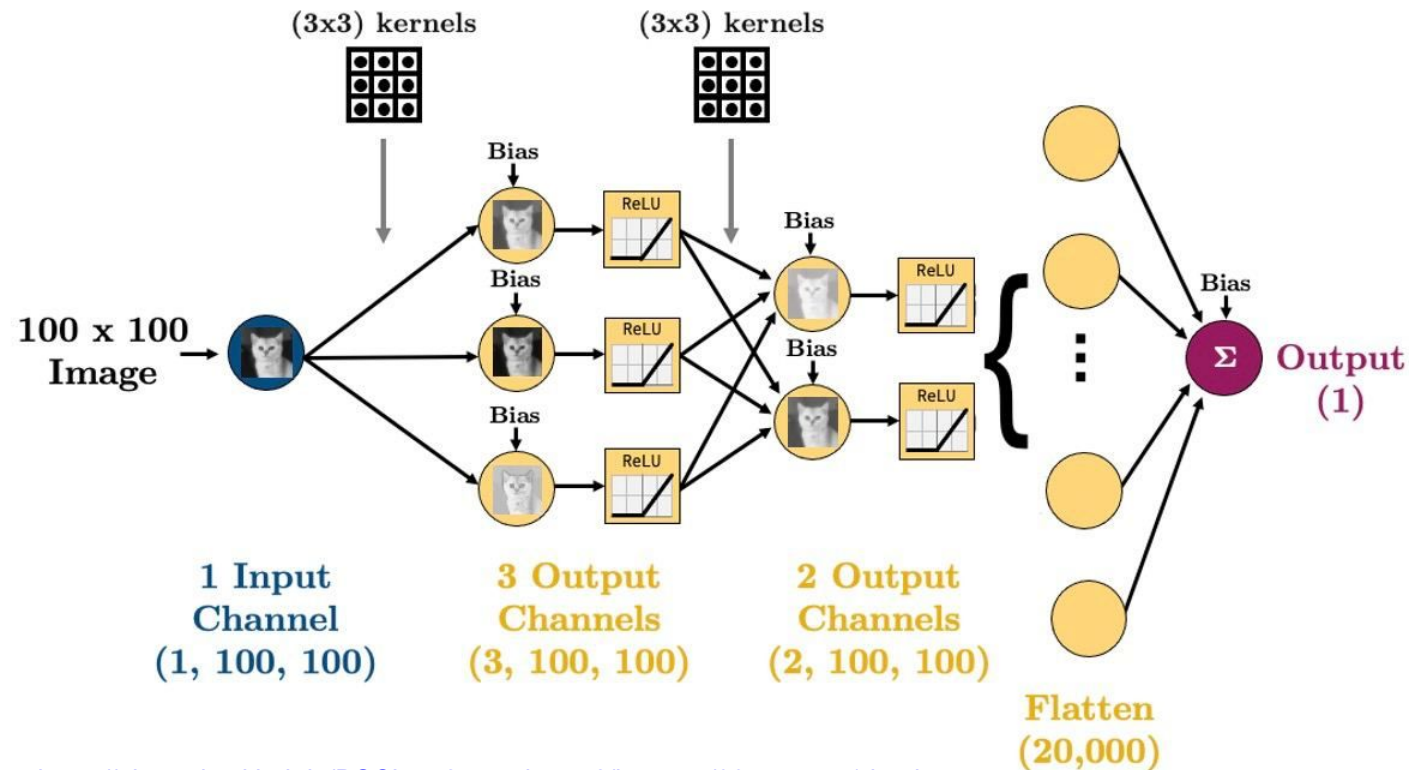 (3x3) kernels
(3x3) kernels
Bias
ReLU
Bias
ReLU
Bias
ReLU
Bias
ReLU
Bias
ReLU
Bias
Σ
100 x 100
Image
Output
(1)
1 Input
Channel
(1, 100, 100)
3 Output
Channels
(3, 100, 100)
2 Output
Channels
(2, 100, 100)
Flatten
(20,000)